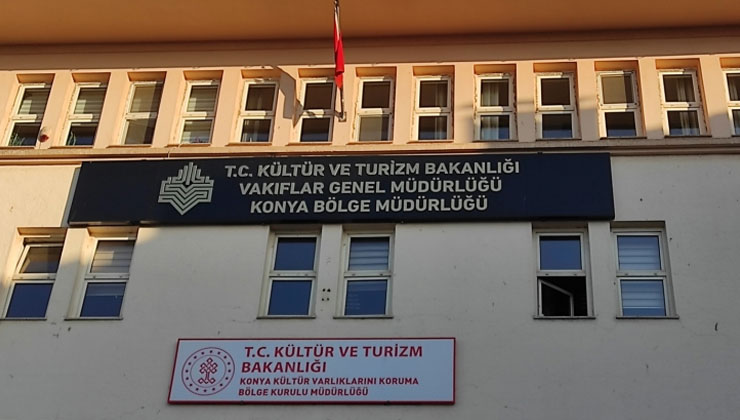 T.C. KÜLTÜR VE TURİZM BAKANLIĞI
VAKIFLAR GENEL MÜDÜRLÜĞÜ
KONYA BÖLGE MÜDÜRLÜĞÜ
T.C. KÜLTÜR VE TURİZM
BAKANLIĞI
KONYA KÜLTÜR VARLIKLARINI KORUMA
BÖLGE KURULU MÜDÜRLÜĞÜ